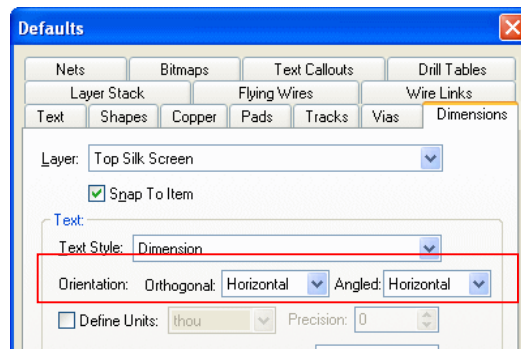 Defaults
Nets Bitmaps Text Callouts Drill Tables
Layer Stack Flying Wires Wire Links
Text Shapes Copper Pads Tracks Vias Dimensions
Layer: Top Silk Screen
Snap To Item
Text:
Text Style: Dimension
Orientation: Orthogonal: Horizontal Angled: Horizontal
Define Units: thou Precision: 0